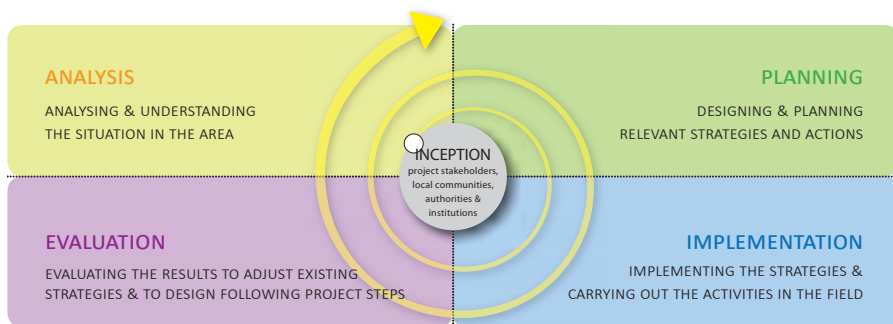 ANALYSIS
ANALYSING & UNDERSTANDING
THE SITUATION IN THE AREA
PLANNING
DESIGNING & PLANNING
RELEVANT STRATEGIES AND ACTIONS
INCEPTION
project stakeholders,
local communities,
authorities &
institutions
EVALUATION
EVALUATING THE RESULTS TO ADJUST EXISTING
STRATEGIES & TO DESIGN FOLLOWING PROJECT STEPS
IMPLEMENTATION
IMPLEMENTING THE STRATEGIES &
CARRYING OUT THE ACTIVITIES IN THE FIELD